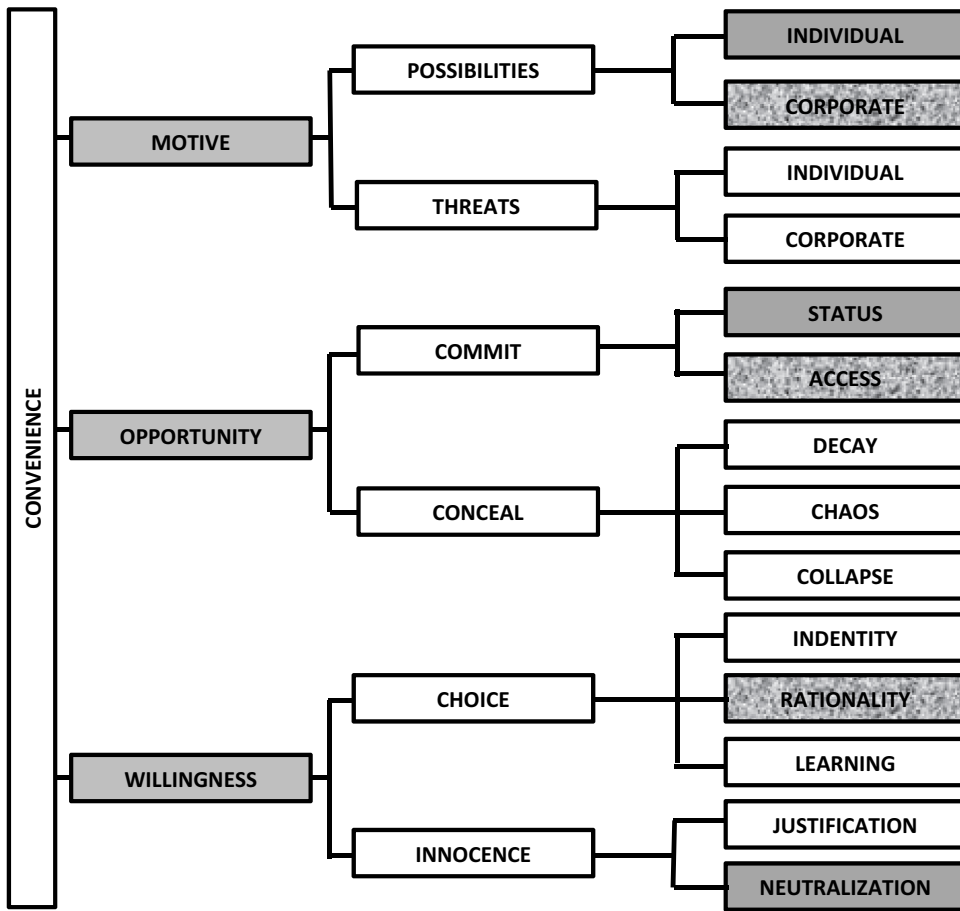 CONVENIENCE
MOTIVE
POSSIBILITIES
INDIVIDUAL
CORPORATE
THREATS
INDIVIDUAL
CORPORATE
OPPORTUNITY
COMMIT
STATUS
ACCESS
CONCEAL
DECAY
CHAOS
COLLAPSE
WILLINGNESS
CHOICE
INDENTITY
RATIONALITY
LEARNING
INNOCENCE
JUSTIFICATION
NEUTRALIZATION